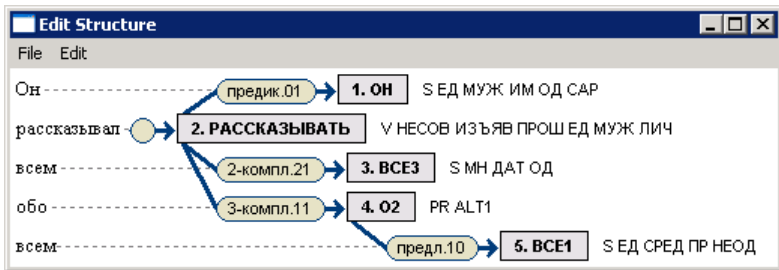 Edit Structure
File Edit
Он предик.01 1. ОН S ЕД МУЖ ИМ ОД CAP
рассказывал 2. РАССКАЗЫВАТЬ V НЕСОВ ИЗЪЯВ ПРОШ ЕД МУЖ ЛИЧ
всем 2-компл.21 3. ВСЕ3 S МН ДАТ ОД
обо 3-компл.11 4. О2 PR ALT1
всем предл.10 5. ВСЕ1 S ЕД СРЕД ПР НЕОД